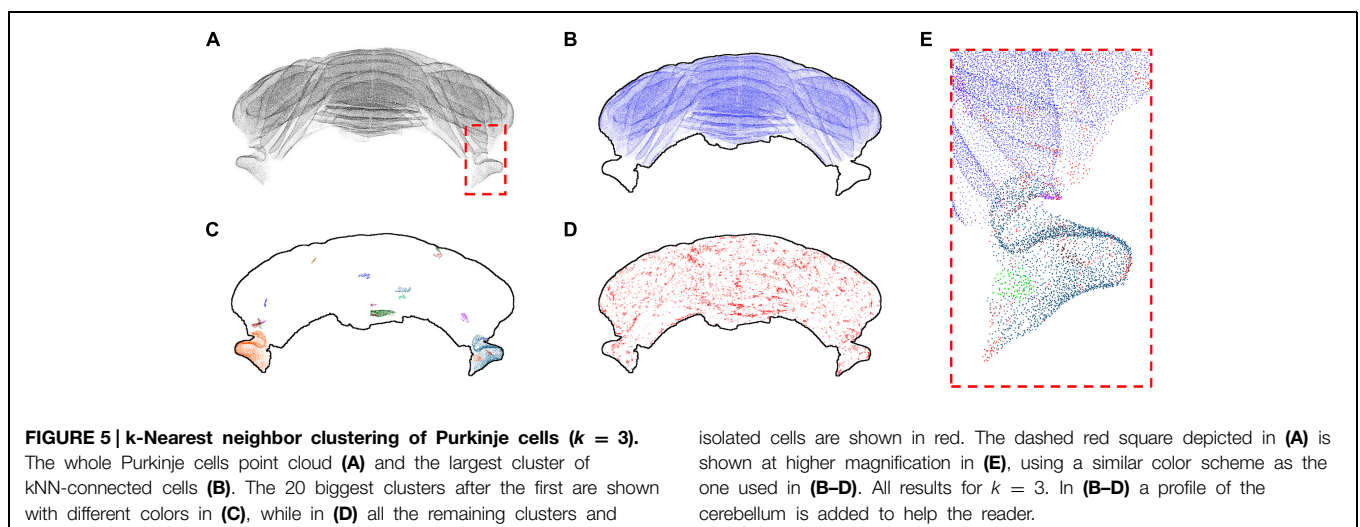 A
B
E
C
D
FIGURE 5 | k-Nearest neighbor clustering of Purkinje cells (k = 3).
The whole Purkinje cells point cloud (A) and the largest cluster of
kNN-connected cells (B). The 20 biggest clusters after the first are shown
with different colors in (C), while in (D) all the remaining clusters and
isolated cells are shown in red. The dashed red square depicted in (A) is
shown at higher magnification in (E), using a similar color scheme as the
one used in (B–D). All results for k = 3. In (B–D) a profile of the
cerebellum is added to help the reader.